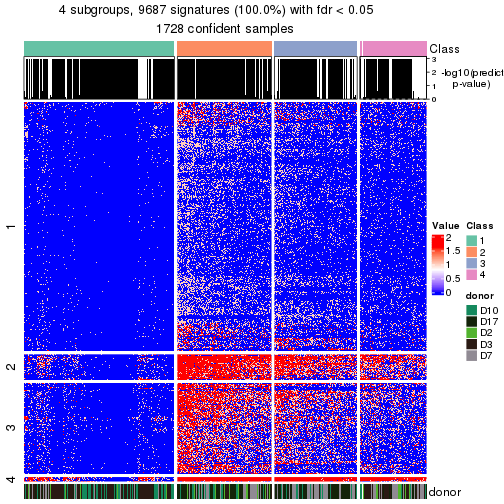 4 subgroups, 9687 signatures (100.0%) with fdr < 0.05
1728 confident samples
Class
3
2
1
0
-log10(predict
p-value)
1
2
3
4
donor
Value
2
1.5
1
0.5
0
Class
1
2
3
4
donor
D10
D17
D2
D3
D7